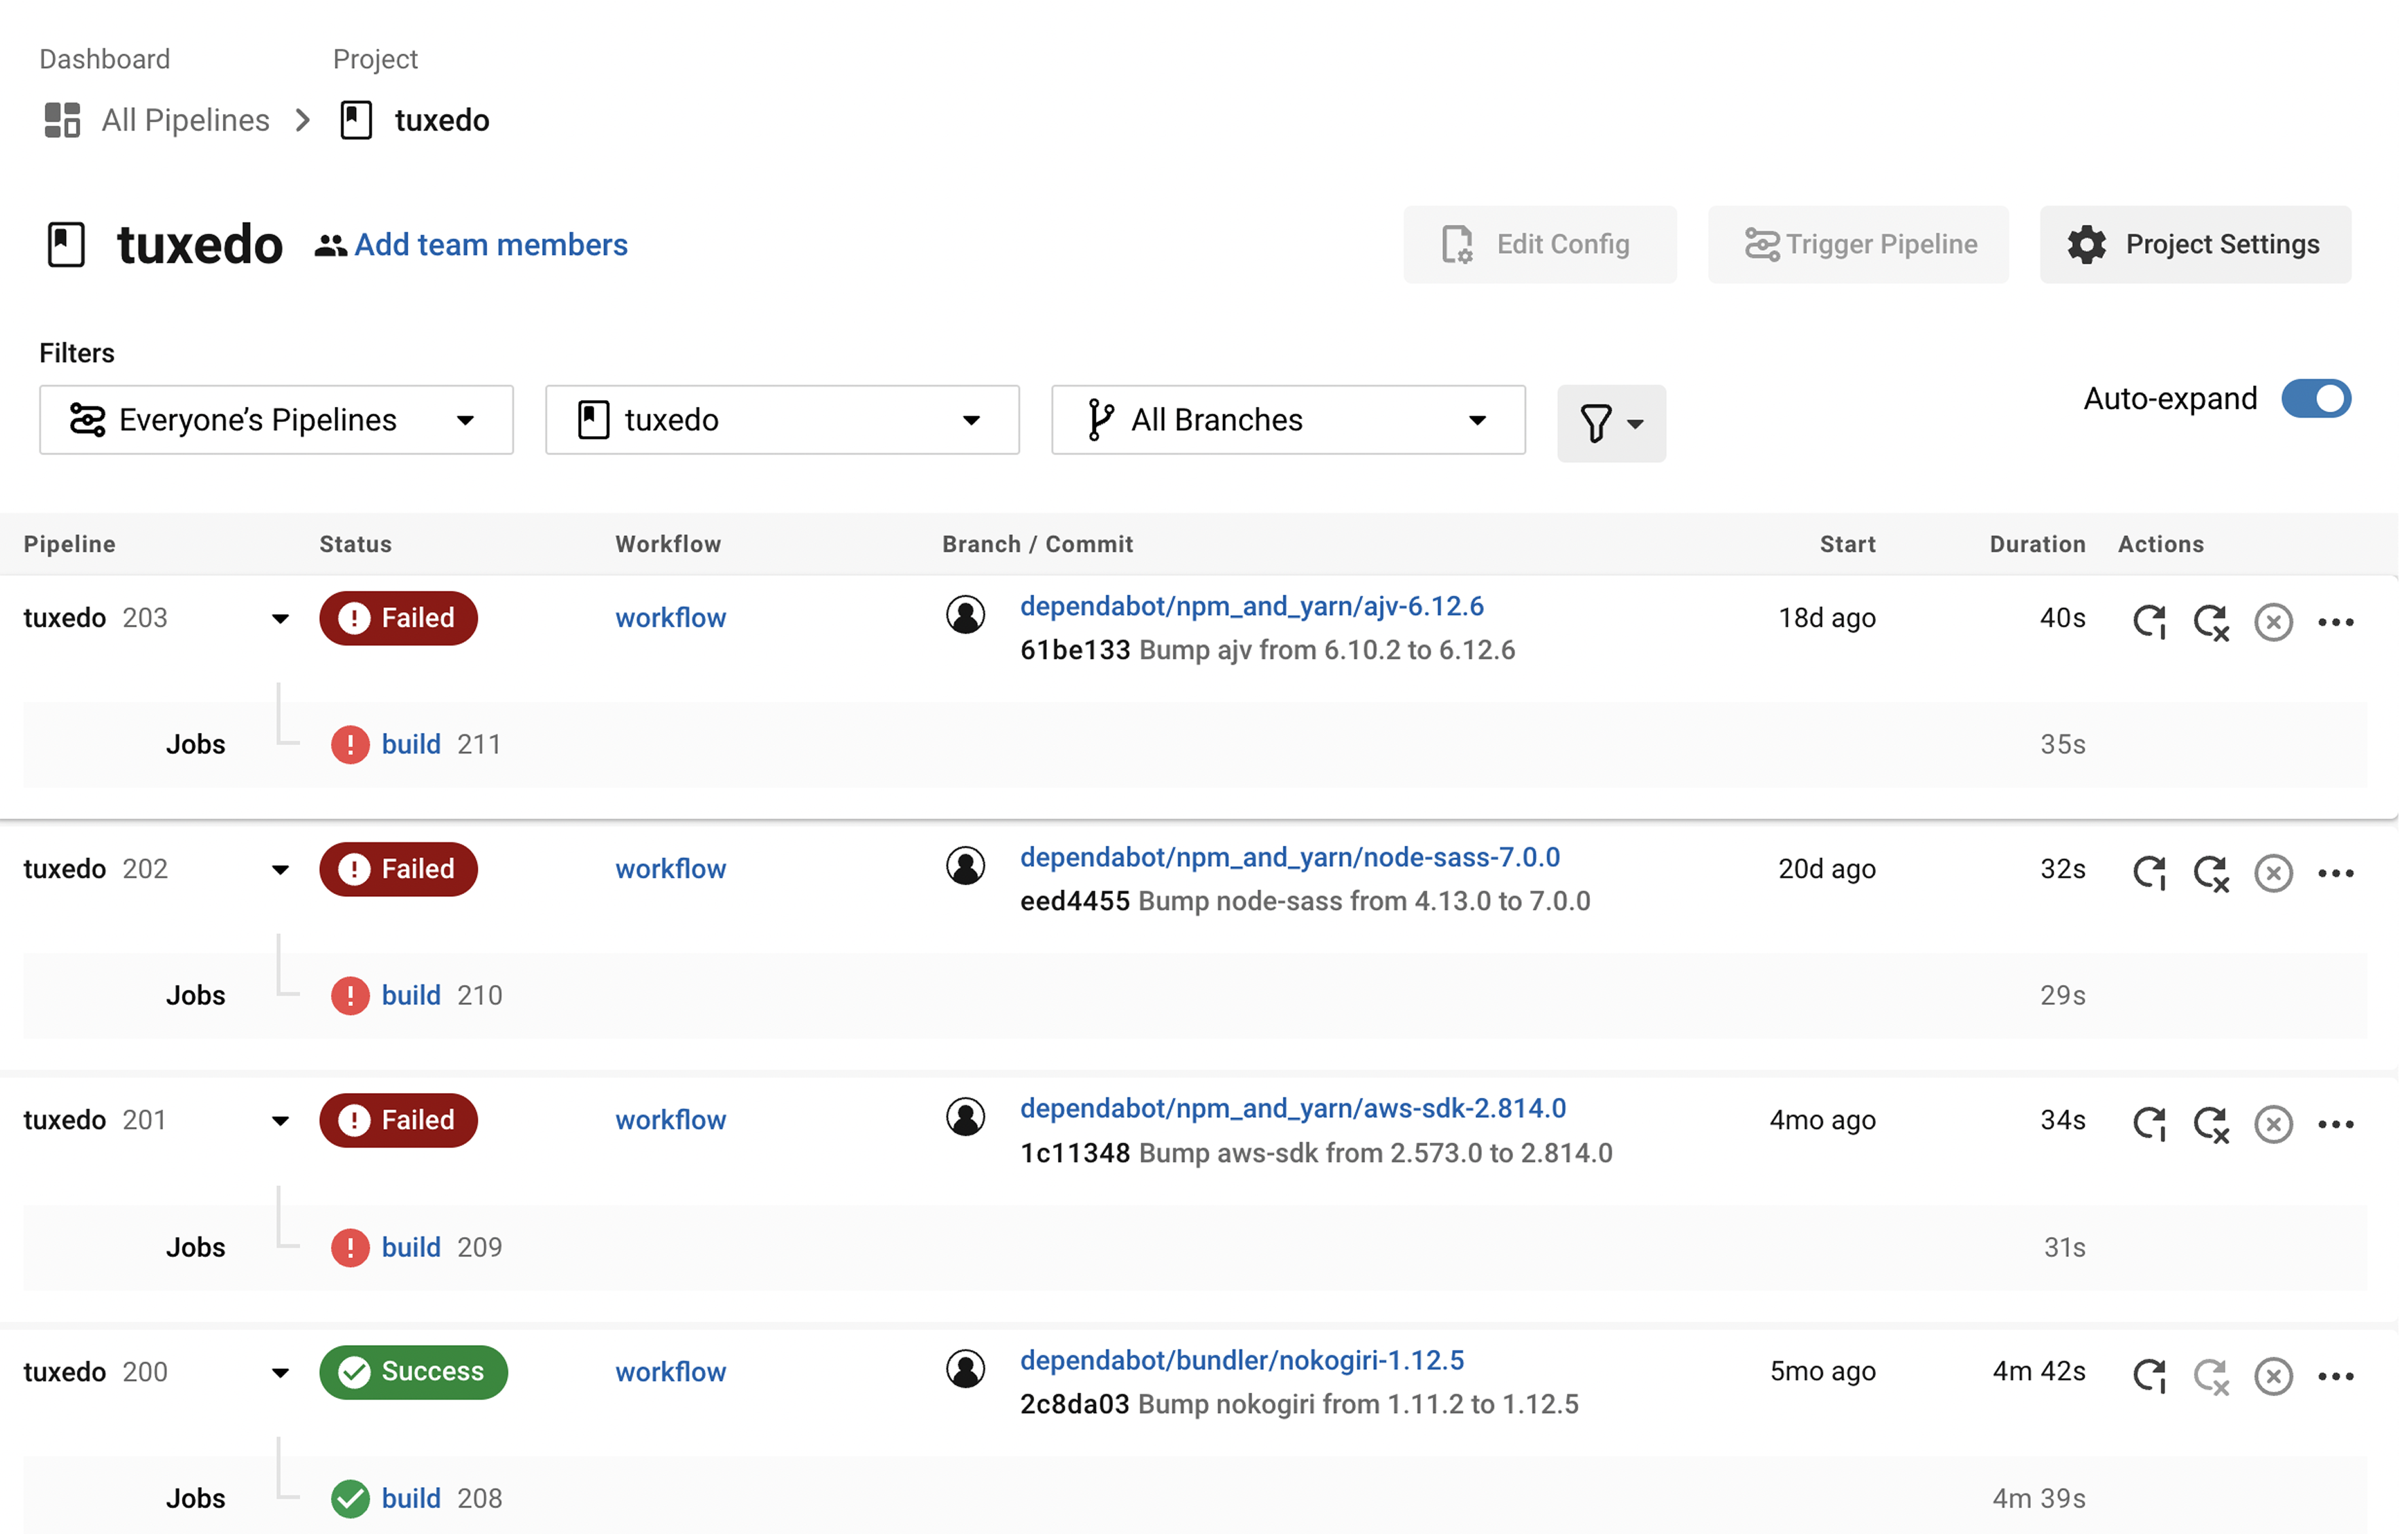 Dashboard Project
All Pipelines tuxedo
tuxedo Add team members Edit Config Trigger Pipeline Project Settings
Filters
Everyone’s Pipelines tuxedo All Branches Auto-expand
Pipeline Status Workflow Branch / Commit Start Duration Actions
tuxedo 203 Failed workflow dependabot/npm_and_yarn/ajv-6.12.6 18d ago 40s
61be133 Bump ajv from 6.10.2 to 6.12.6
Jobs build 211 35s
tuxedo 202 Failed workflow dependabot/npm_and_yarn/node-sass-7.0.0 20d ago 32s
eed4455 Bump node-sass from 4.13.0 to 7.0.0
Jobs build 210 29s
tuxedo 201 Failed workflow dependabot/npm_and_yarn/aws-sdk-2.814.0 4mo ago 34s
1c11348 Bump aws-sdk from 2.573.0 to 2.814.0
Jobs build 209 31s
tuxedo 200 Success workflow dependabot/bundler/nokogiri-1.12.5 5mo ago 4m 42s
2c8da03 Bump nokogiri from 1.11.2 to 1.12.5
Jobs build 208 4m 39s